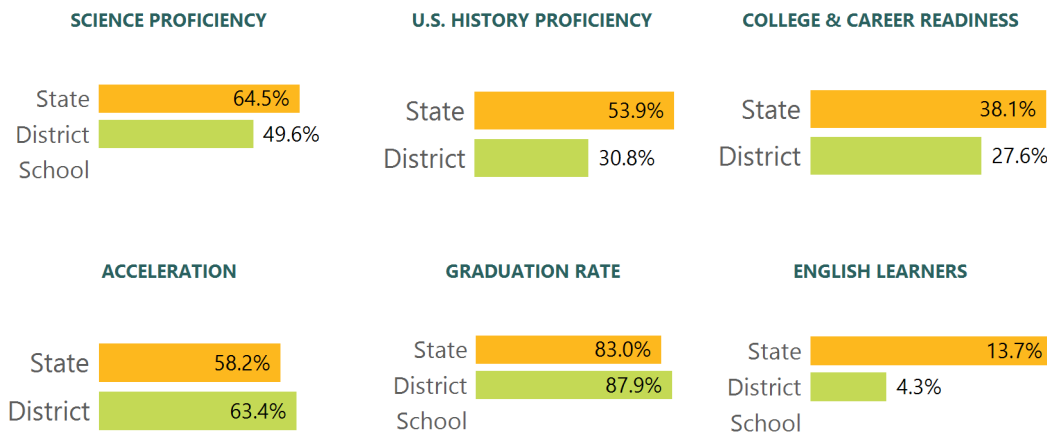 SCIENCE PROFICIENCY
State 64.5%
District 49.6%
School
U.S. HISTORY PROFICIENCY
State 53.9%
District 30.8%
COLLEGE & CAREER READINESS
State 38.1%
District 27.6%
ACCELERATION
State 58.2%
District 63.4%
GRADUATION RATE
State 83.0%
District 87.9%
School
ENGLISH LEARNERS
State 13.7%
District 4.3%
School